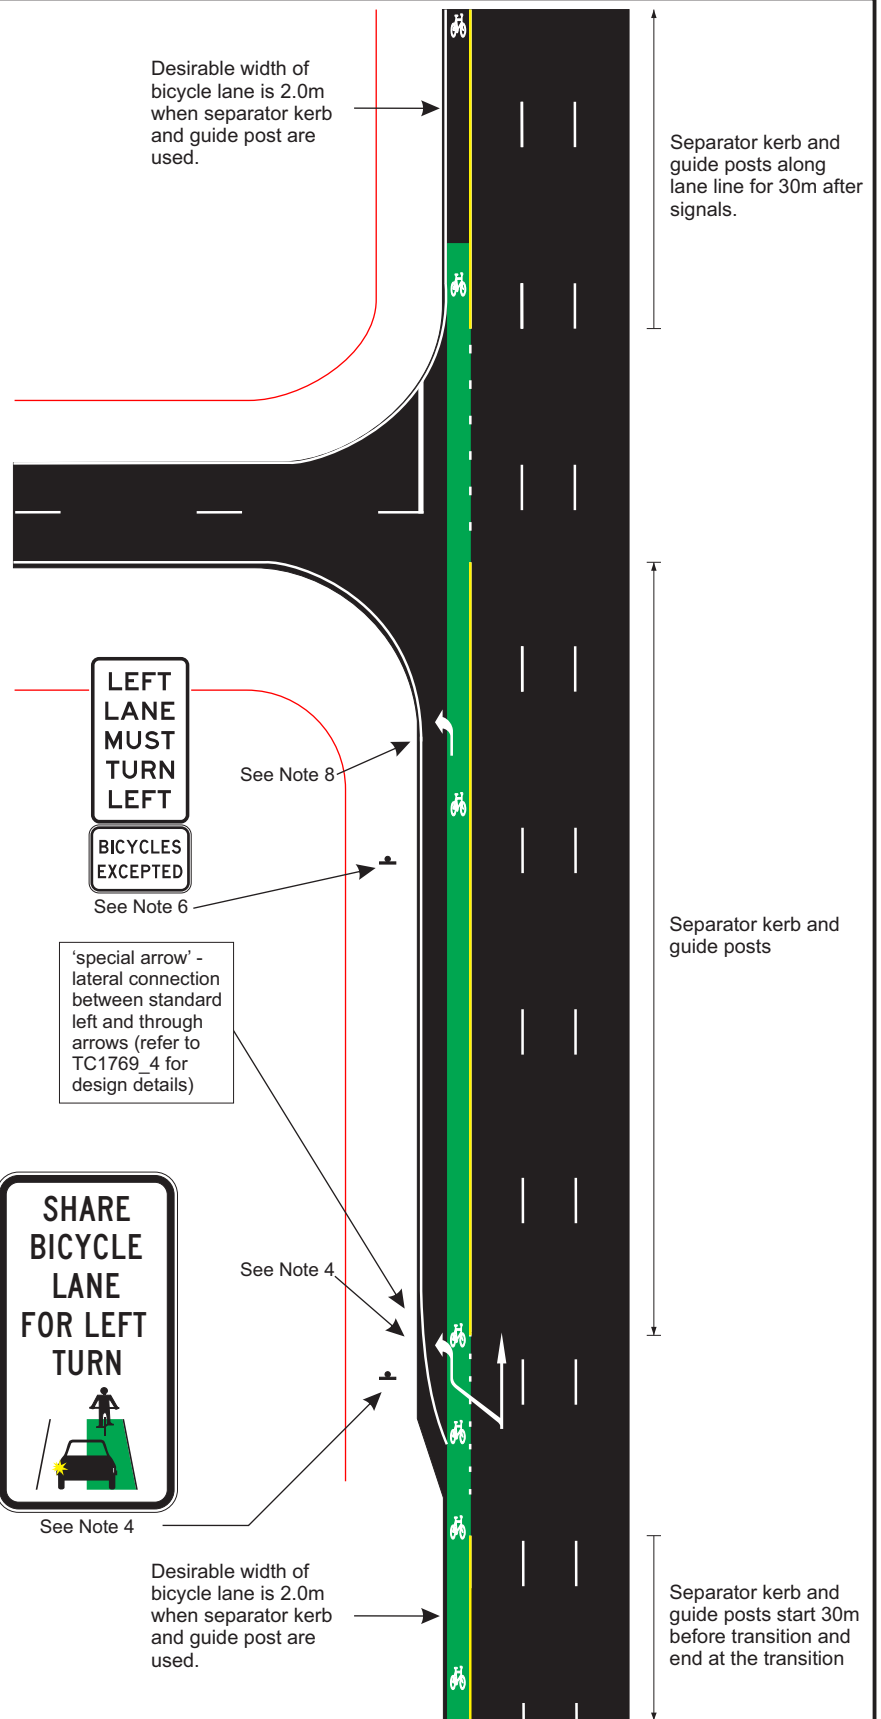 Desirable width of
bicycle lane is 2.0m
when separator kerb
and guide post are
used.
Separator kerb and
guide posts along
lane line for 30m after
signals.
LEFT
LANE
MUST
TURN
LEFT
BICYCLES
EXCEPTED
See Note 8
See Note 6
Separator kerb and
guide posts
'special arrow' -
lateral connection
between standard
left and through
arrows (refer to
TC1769_4 for
design details)
SHARE
BICYCLE
LANE
FOR LEFT
TURN
See Note 4
See Note 4
Desirable width of
bicycle lane is 2.0m
when separator kerb
and guide post are
used.
Separator kerb and
guide posts start 30m
before transition and
end at the transition